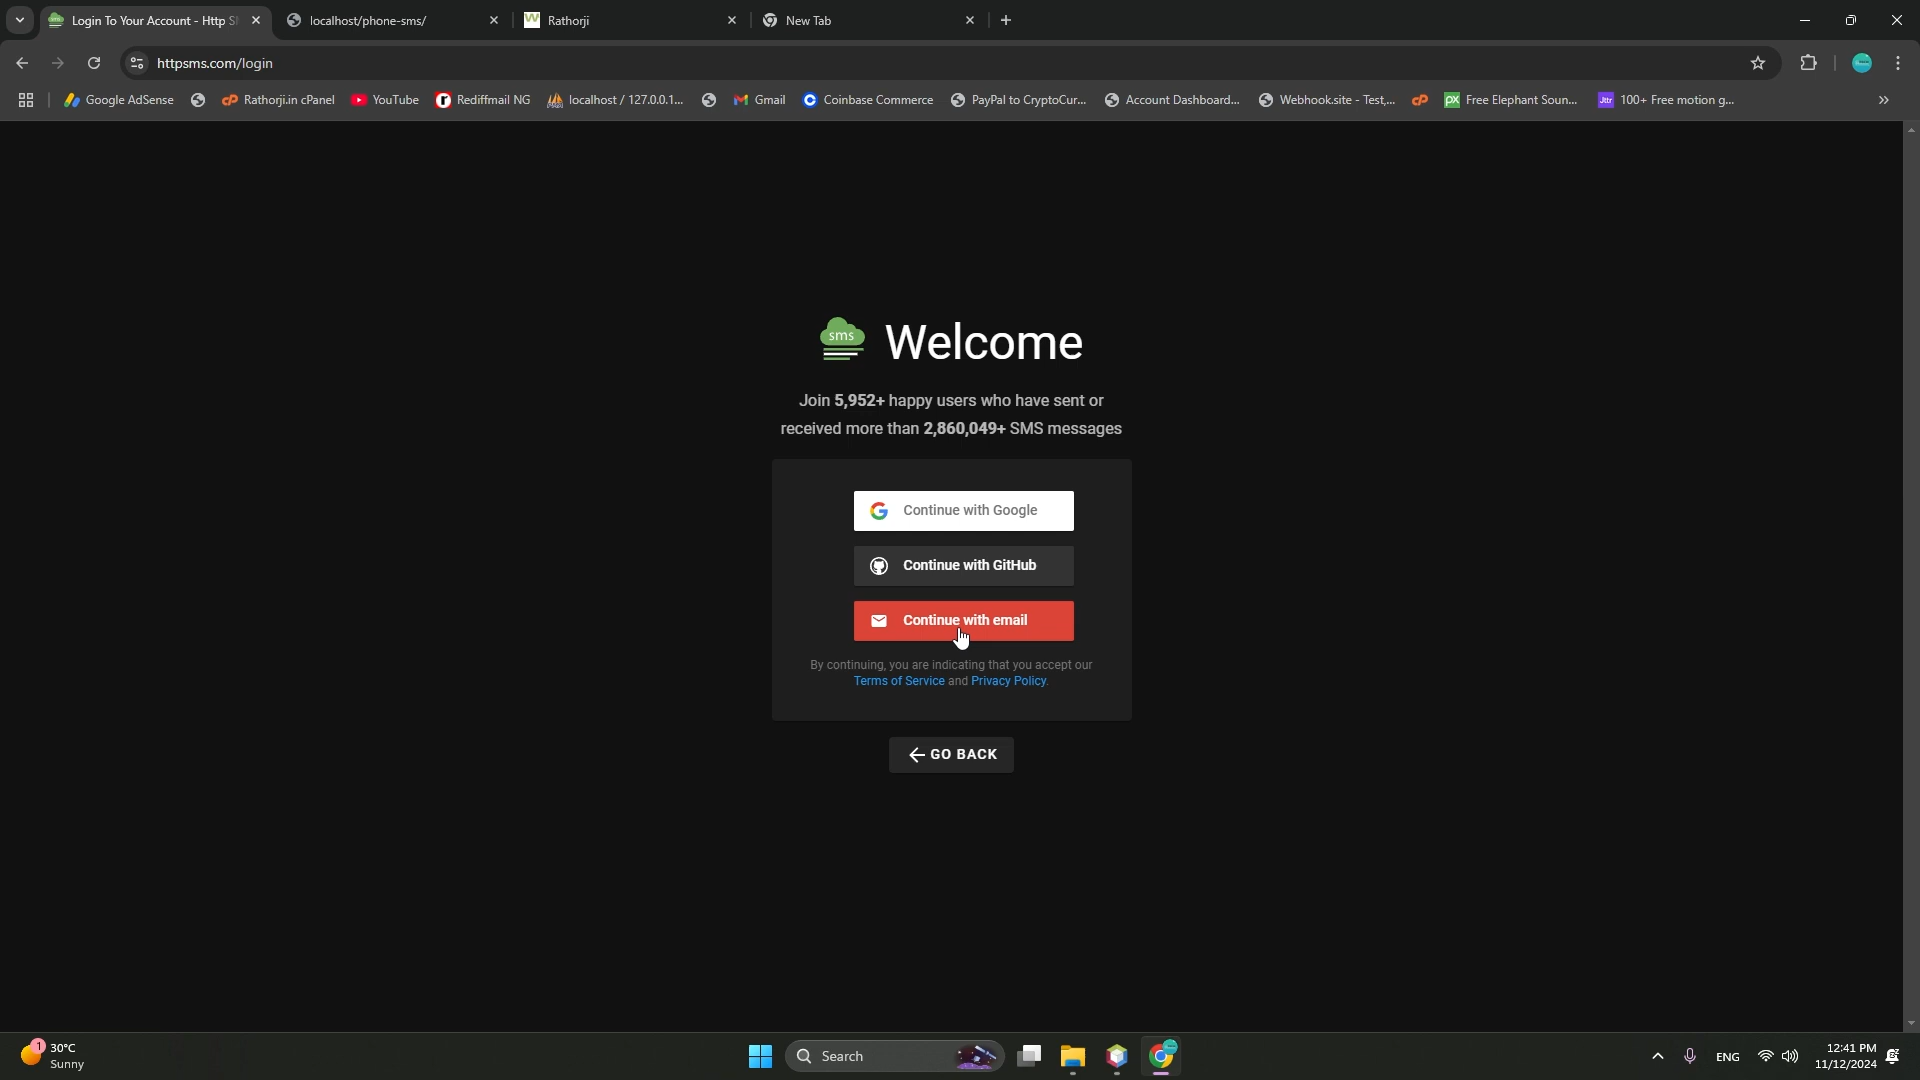 Login To Your Account - Http S
localhost/phone-sms/
Rathorji
New Tab
httpsms.com/login
Google AdSense
Rathorji.in cPanel
YouTube
Rediffmail NG
localhost / 127.0.0.1...
Gmail
Coinbase Commerce
PayPal to CryptoCur...
Account Dashboard...
Webhook.site - Test,...
Free Elephant Soun...
100+ Free motion g...
sms
Welcome
Join 5,952+ happy users who have sent or
received more than 2,860,049+ SMS messages
Continue with Google
Continue with GitHub
Continue with email
By continuing, you are indicating that you accept our
Terms of Service and Privacy Policy.
GO BACK
1
30°C
Sunny
Search
ENG
12:41 PM
11/12/2024